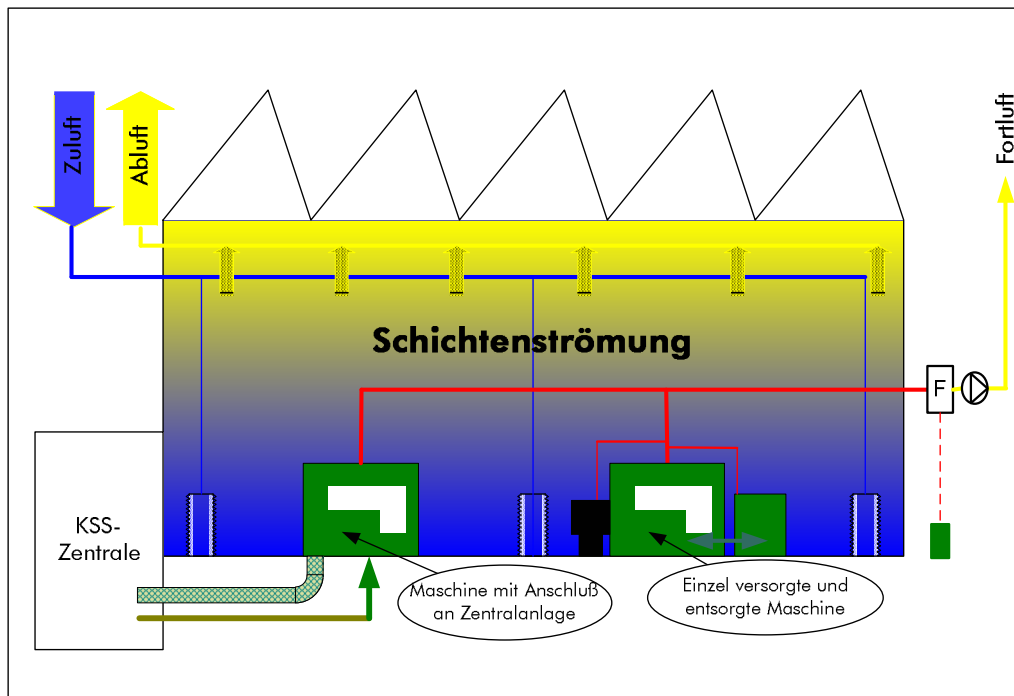 Zuluft
Abluft
Fortluft
Schichtenströmung
F
KSS-
Zentrale
Maschine mit Anschluß
an Zentralanlage
Einzel versorgte und
entsorgte Maschine